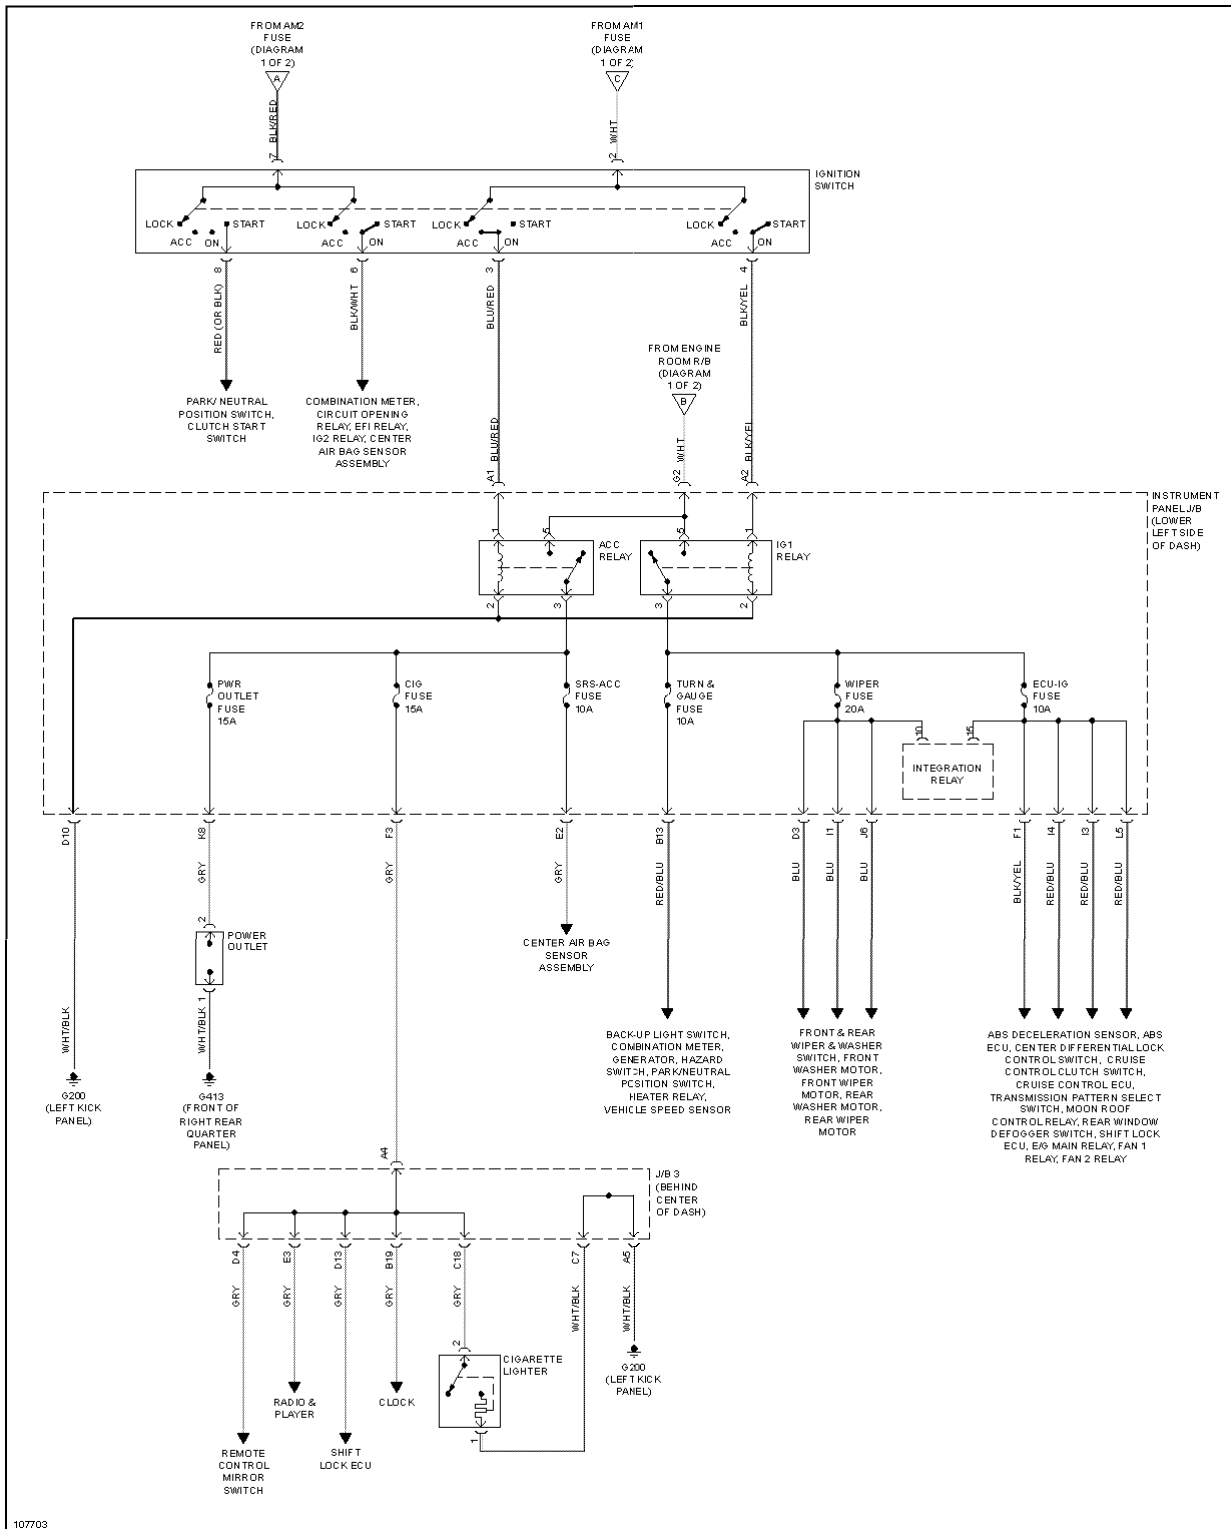 FROM AM2
FUSE
(DIAGRAM
1 OF 2)
A
BLK/RED
7
FROM AM1
FUSE
(DIAGRAM
1 OF 2)
C
WHT
2
IGNITION
SWITCH
LOCK
START
ACC
ON
LOCK
START
ACC
ON
LOCK
START
ACC
ON
LOCK
START
ACC
ON
8
6
3
4
RED (OR BLK)
BLK/WHT
BLU/RED
BLK/YEL
PARK/ NEUTRAL
POSITION SWITCH,
CLUTCH START
SWITCH
COMBINATION METER,
CIRCUIT OPENING
RELAY, EFI RELAY,
IG2 RELAY, CENTER
AIR BAG SENSOR
ASSEMBLY
FROM ENGINE
ROOM R/B
(DIAGRAM
1 OF 2)
B
BLU/RED
WHT
BLK/YEL
A1
G2
A2
INSTRUMENT
PANEL J/B
(LOWER
LEFT SIDE
OF DASH)
1
5
5
1
ACC
RELAY
IG1
RELAY
2
3
3
2
PWR
OUTLET
FUSE
15A
CIG
FUSE
15A
SRS-ACC
FUSE
10A
TURN &
GAUGE
FUSE
10A
WIPER
FUSE
20A
ECU-IG
FUSE
10A
10
15
INTEGRATION
RELAY
D10
K8
F3
E2
B13
D3
I1
J6
F1
I4
I3
L5
GRY
GRY
GRY
RED/BLU
BLU
BLU
BLU
BLK/YEL
RED/BLU
RED/BLU
RED/BLU
2
POWER
OUTLET
1
WHT/BLK
WHT/BLK
CENTER AIR BAG
SENSOR
ASSEMBLY
BACK-UP LIGHT SWITCH,
COMBINATION METER,
GENERATOR, HAZARD
SWITCH, PARK/NEUTRAL
POSITION SWITCH,
HEATER RELAY,
VEHICLE SPEED SENSOR
FRONT & REAR
WIPER & WASHER
SWITCH, FRONT
WASHER MOTOR,
FRONT WIPER
MOTOR, REAR
WASHER MOTOR,
REAR WIPER
MOTOR
ABS DECELERATION SENSOR, ABS
ECU, CENTER DIFFERENTIAL LOCK
CONTROL SWITCH, CRUISE
CONTROL CLUTCH SWITCH,
CRUISE CONTROL ECU,
TRANSMISSION PATTERN SELECT
SWITCH, MOON ROOF
CONTROL RELAY, REAR WINDOW
DEFOGGER SWITCH, SHIFT LOCK
ECU, E/G MAIN RELAY, FAN 1
RELAY, FAN 2 RELAY
G200
(LEFT KICK
PANEL)
G413
(FRONT OF
RIGHT REAR
QUARTER
PANEL)
A4
J/B 3
(BEHIND
CENTER
OF DASH)
D4
E3
D13
B19
C18
C7
A5
GRY
GRY
GRY
GRY
GRY
WHT/BLK
WHT/BLK
2
CIGARETTE
LIGHTER
1
G200
(LEFT KICK
PANEL)
RADIO &
PLAYER
CLOCK
REMOTE
CONTROL
MIRROR
SWITCH
SHIFT
LOCK ECU
107703